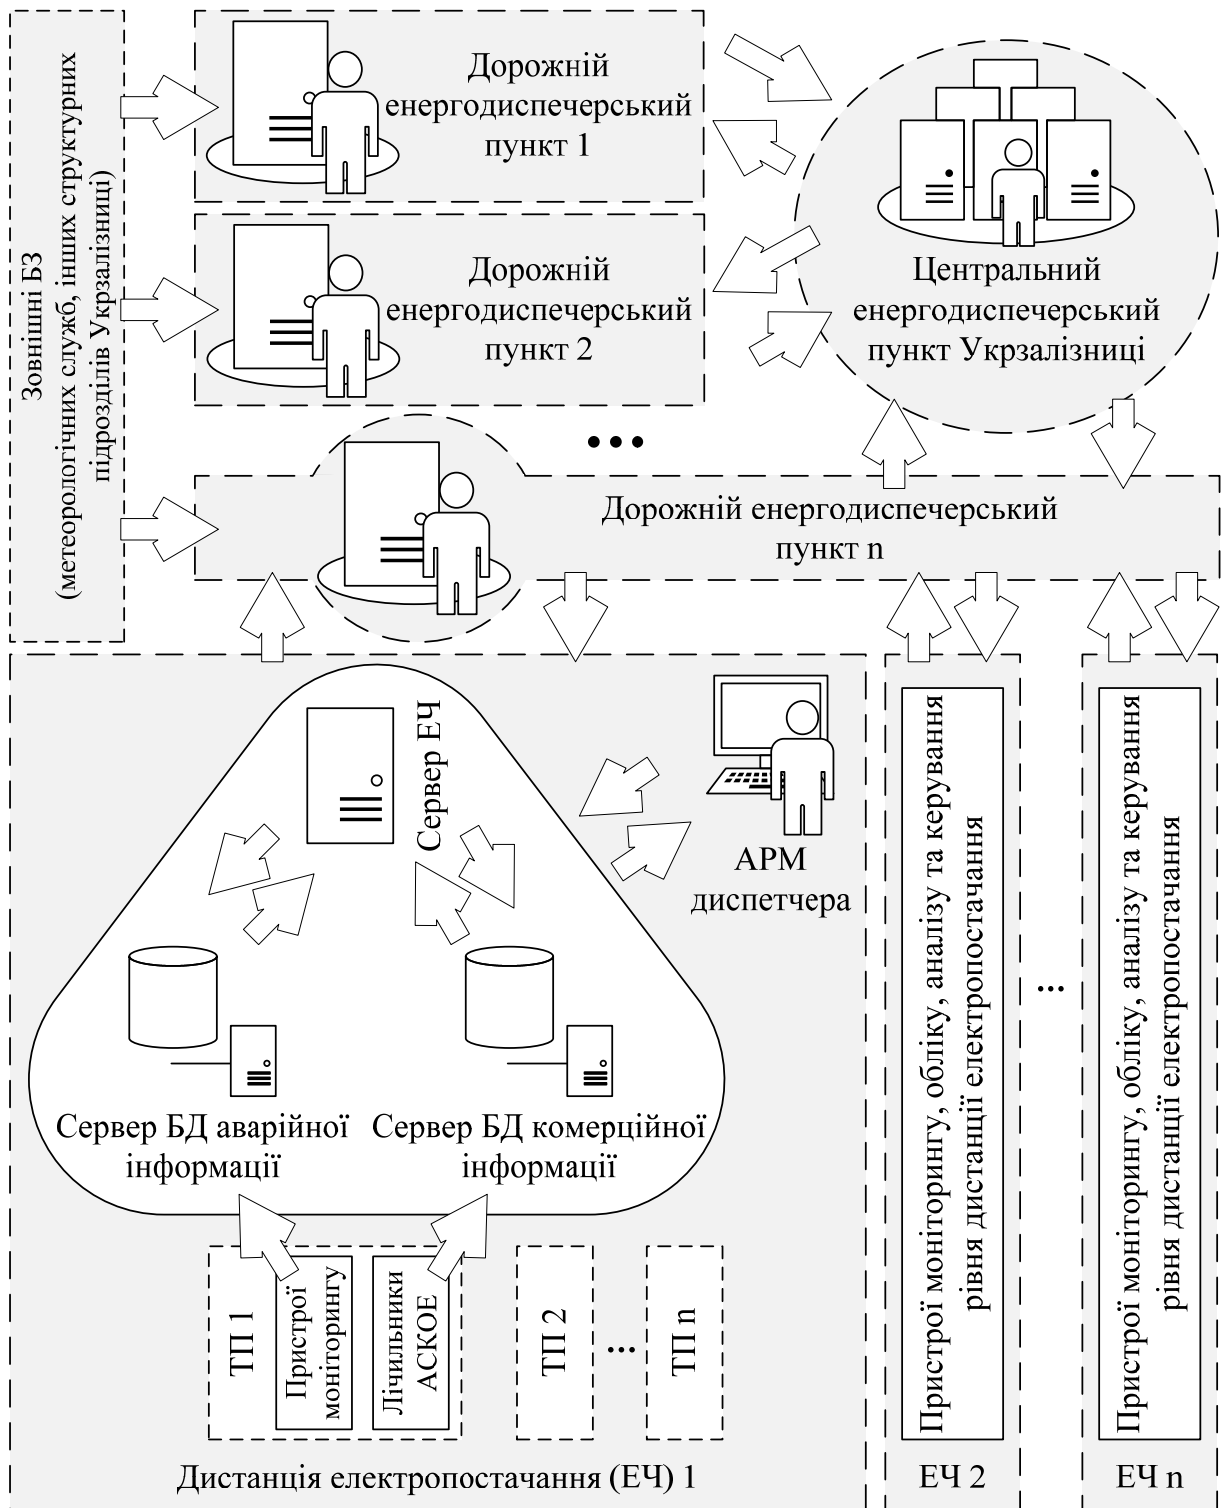 Зовнішні БЗ
(метеорологічних служб, інших структурних
підрозділів Укрзалізниці)
Дорожній
енергодиспечерський
пункт 1
Дорожній
енергодиспечерський
пункт 2
Центральний
енергодиспечерський
пункт Укрзалізниці
...
Дорожній енергодиспечерський
пункт n
Сервер ЕЧ
АРМ
диспетчера
Сервер БД аварійної
інформації
Сервер БД комерційної
інформації
ТП 1
Пристрої
моніторингу
Лічильники
АСКОЕ
ТП 2
...
ТП n
Дистанція електропостачання (ЕЧ) 1
Пристрої моніторингу, обліку, аналізу та керування
рівня дистанції електропостачання
ЕЧ 2
...
Пристрої моніторингу, обліку, аналізу та керування
рівня дистанції електропостачання
ЕЧ n